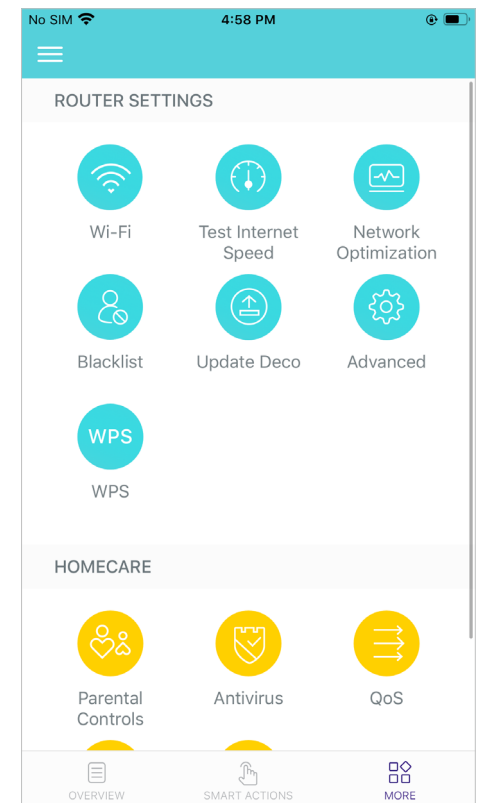 No SIM 4:58 PM
ROUTER SETTINGS
Wi-Fi Test Internet Network
Speed Optimization
Blacklist Update Deco Advanced
WPS
WPS
HOMECARE
Parental Antivirus QoS
Controls
OVERVIEW SMART ACTIONS MORE